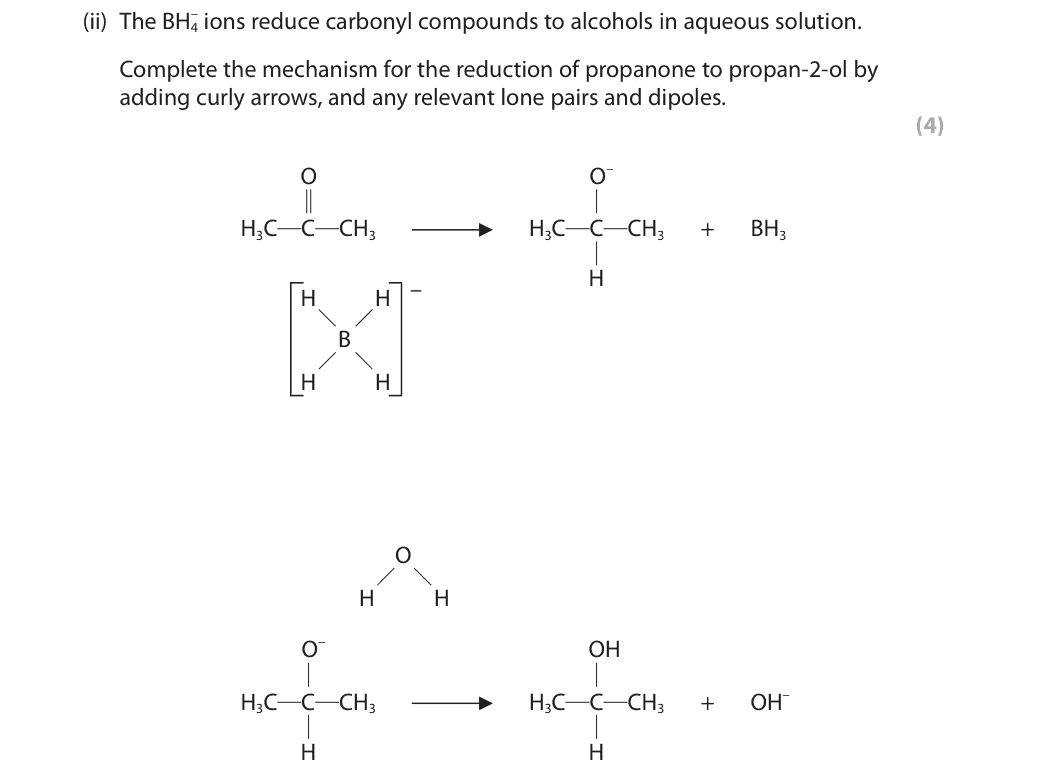 (ii) The BH₄⁻ ions reduce carbonyl compounds to alcohols in aqueous solution.
Complete the mechanism for the reduction of propanone to propan-2-ol by
adding curly arrows, and any relevant lone pairs and dipoles.
(4)
O O⁻
H₃C—C—CH₃ H₃C—C—CH₃ + BH₃
H
H H –
B
H H
O
H H
O⁻ OH
H₃C—C—CH₃ H₃C—C—CH₃ + OH⁻
H H